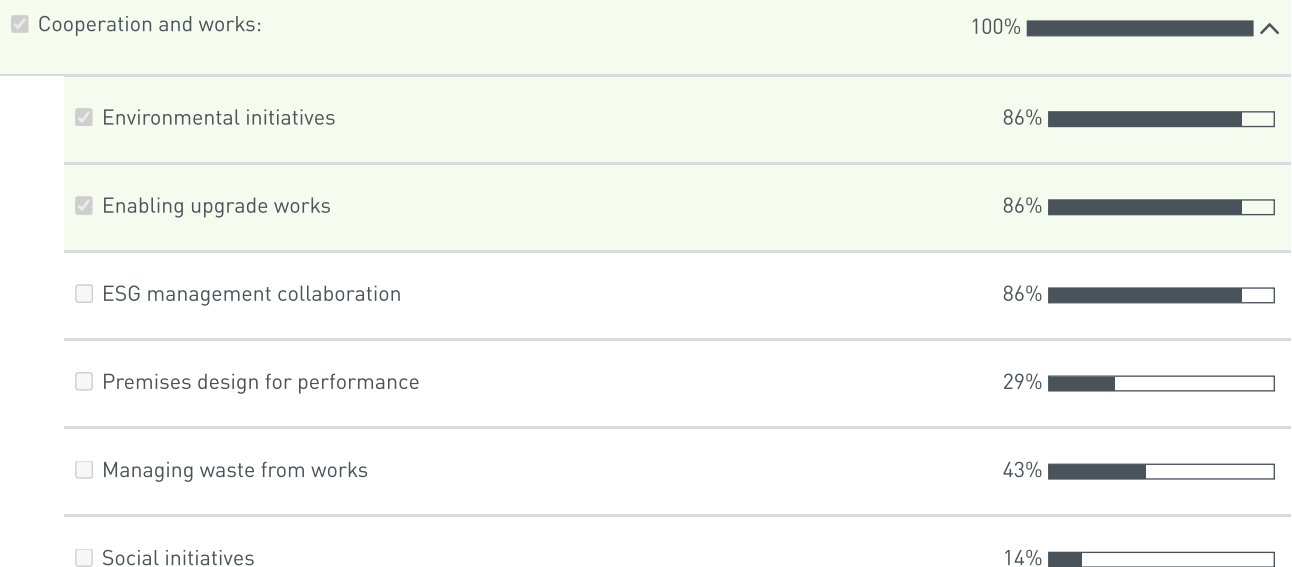 Cooperation and works: 100%
Environmental initiatives 86%
Enabling upgrade works 86%
ESG management collaboration 86%
Premises design for performance 29%
Managing waste from works 43%
Social initiatives 14%